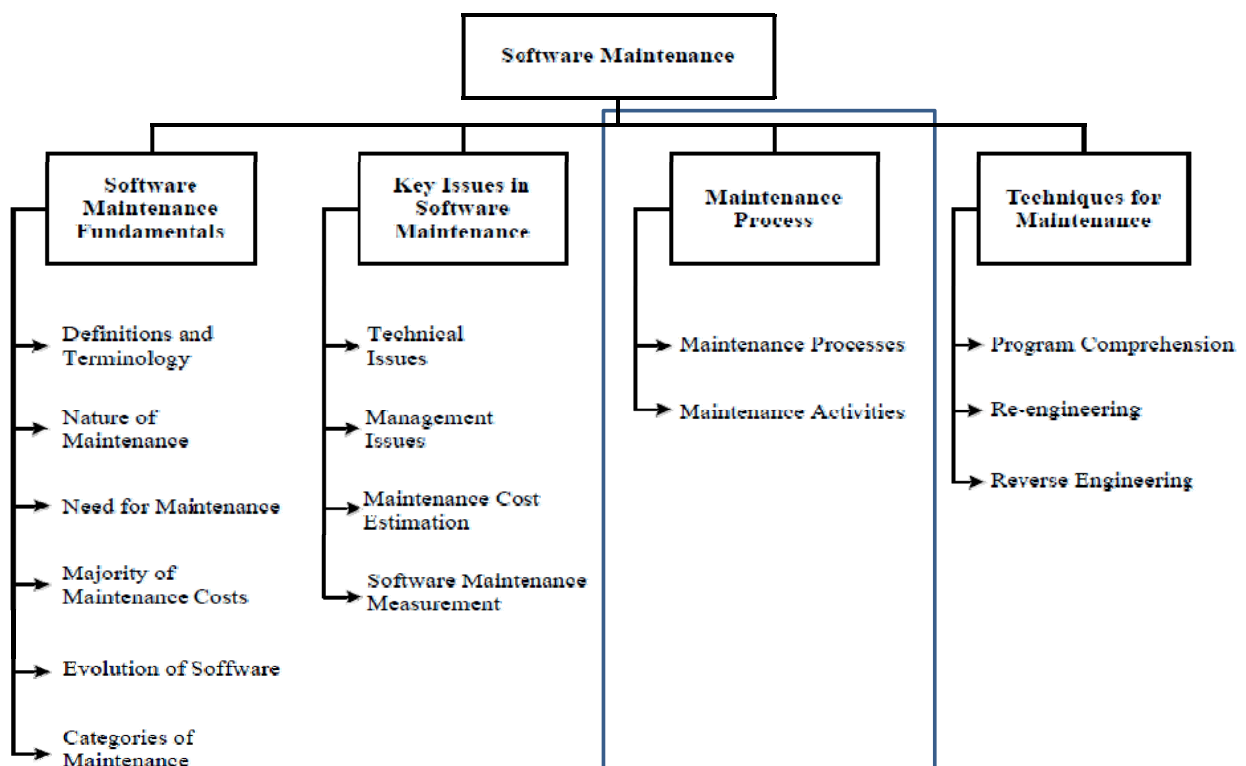 Software Maintenance
Software
Maintenance
Fundamentals
Definitions and
Terminology
Nature of
Maintenance
Need for Maintenance
Majority of
Maintenance Costs
Evolution of Soffware
Categories of
Maintenance
Key Issues in
Software
Maintenance
Technical
Issues
Management
Issues
Maintenance Cost
Estimation
Software Maintenance
Measurement
Maintenance
Process
Maintenance Processes
Maintenance Activities
Techniques for
Maintenance
Program Comprehension
Re-engineering
Reverse Engineering